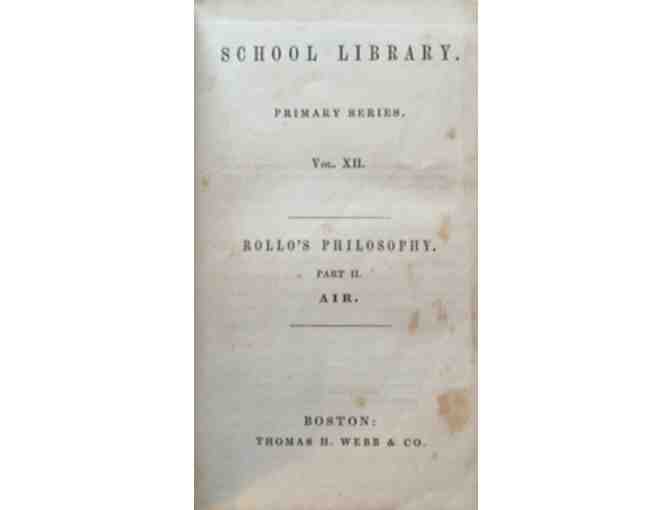 SCHOOL LIBRARY.
PRIMARY SERIES.
VOL. XII.
ROLLO'S PHILOSOPHY.
PART II.
AIR.
BOSTON:
THOMAS H. WEBB & CO.